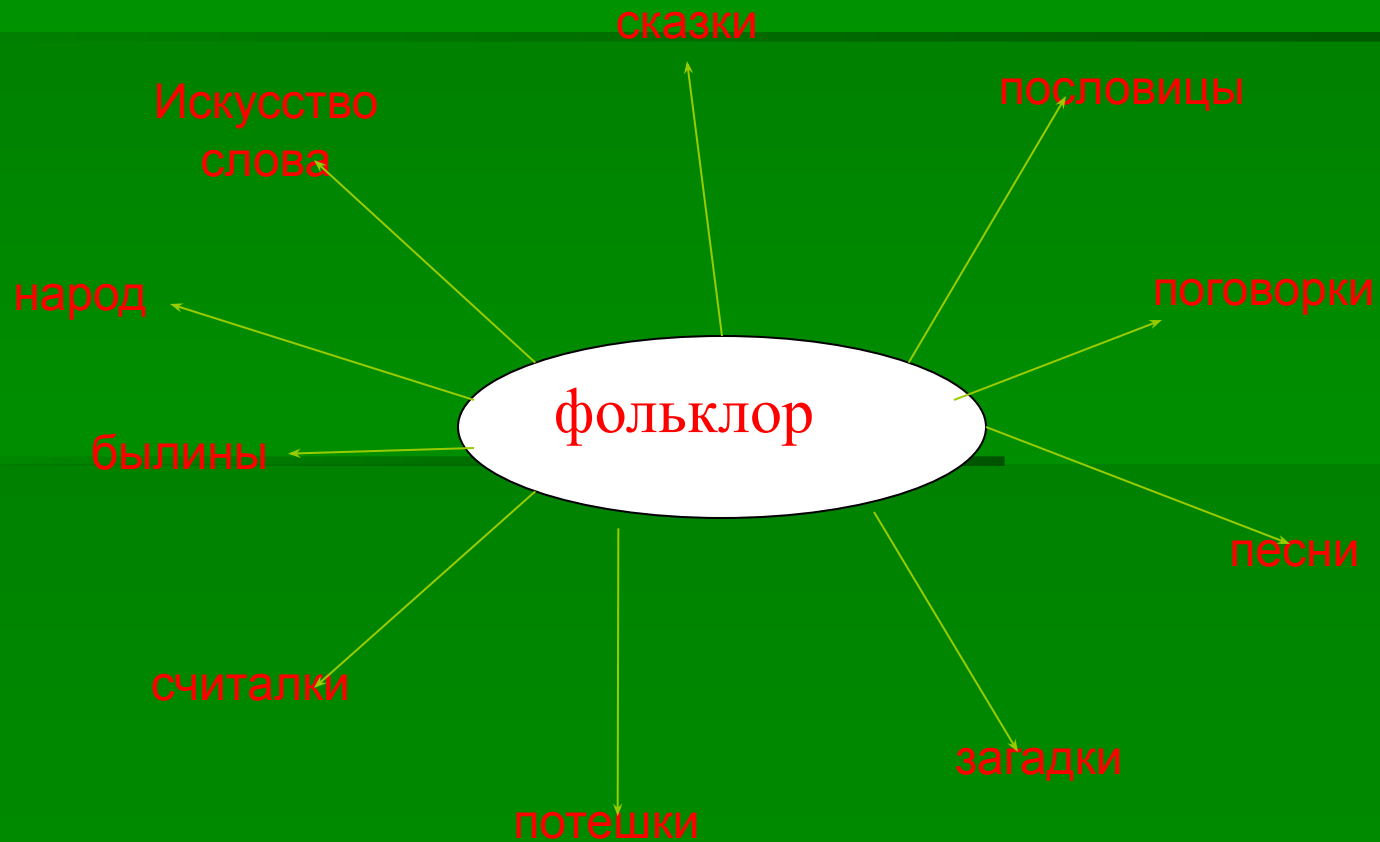 сказки
пословицы
Искусство
слова
народ
поговорки
фольклор
былины
песни
считалки
загадки
потешки